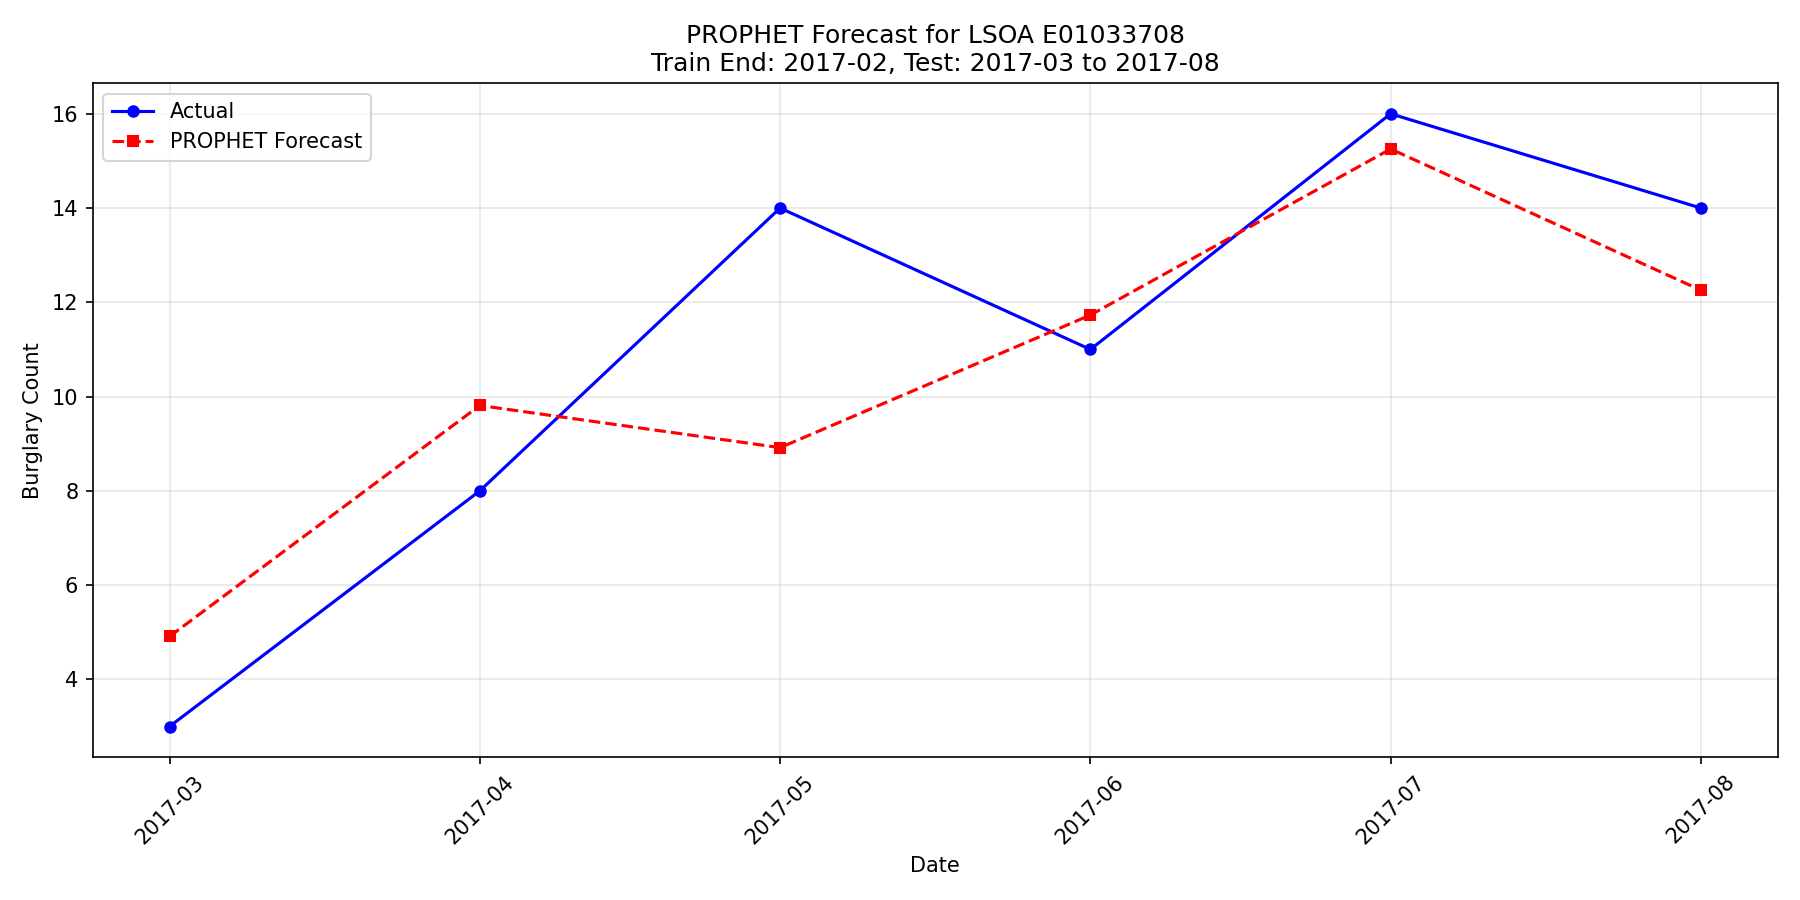 PROPHET Forecast for LSOA E01033708
Train End: 2017-02, Test: 2017-03 to 2017-08
Actual
PROPHET Forecast
Burglary Count
16
14
12
10
8
6
4
2017-03
2017-04
2017-05
2017-06
2017-07
2017-08
Date